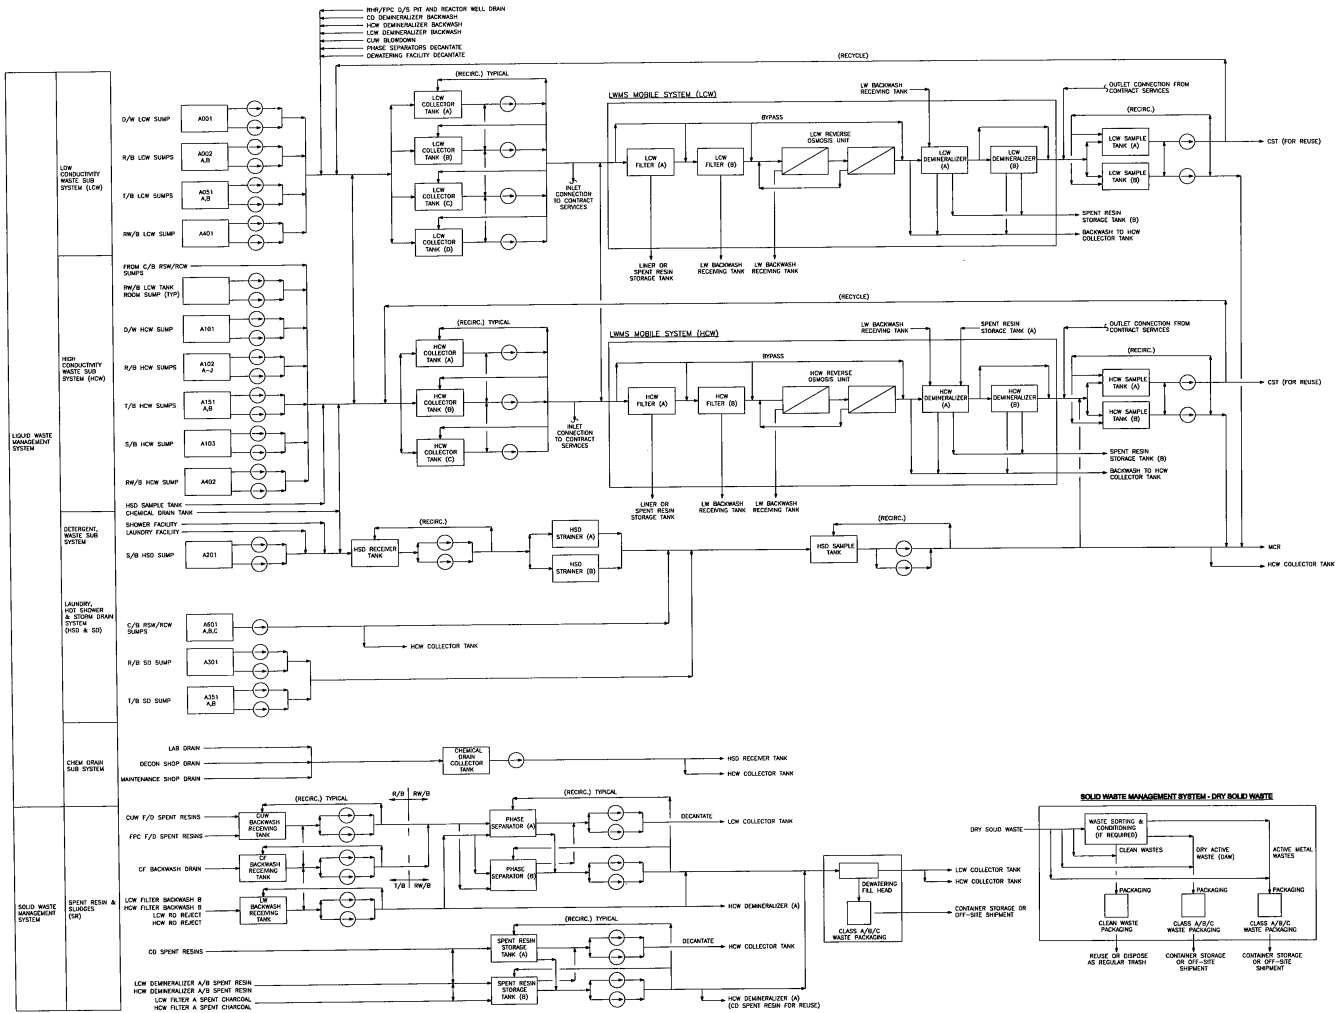 RHR/FPC D/S PIT AND REACTOR WELL DRAIN
CD DEMINERALIZER BACKWASH
HCW DEMINERALIZER BACKWASH
LCW DEMINERALIZER BACKWASH
CUW BLOWDOWN
PHASE SEPARATORS DECANTATE
DEWATERING FACILITY DECANTATE
(RECYCLE)
(RECIRC.) TYPICAL
LOW
CONDUCTIVITY
WASTE SUB
SYSTEM (LCW)
D/W LCW SUMP
A001
R/B LCW SUMPS
A002
A,B
T/B LCW SUMPS
A051
A,B
RW/B LCW SUMP
A401
LCW
COLLECTOR
TANK (A)
LCW
COLLECTOR
TANK (B)
LCW
COLLECTOR
TANK (C)
LCW
COLLECTOR
TANK (D)
INLET
CONNECTION
TO CONTRACT
SERVICES
LWMS MOBILE SYSTEM (LCW)
LW BACKWASH
RECEIVING TANK
BYPASS
LCW
FILTER (A)
LCW
FILTER (B)
LCW REVERSE
OSMOSIS UNIT
LCW
DEMINERALIZER
(A)
LCW
DEMINERALIZER
(B)
OUTLET CONNECTION FROM
CONTRACT SERVICES
(RECIRC.)
LCW SAMPLE
TANK
(A)
LCW SAMPLE
TANK (B)
CST (FOR REUSE)
SPENT RESIN
STORAGE TANK (B)
BACKWASH TO HCW
COLLECTOR TANK
LINER OR
SPENT RESIN
STORAGE TANK
LW BACKWASH
RECEIVING TANK
LW BACKWASH
RECEIVING TANK
HIGH
CONDUCTIVITY
WASTE SUB
SYSTEM (HCW)
FROM C/B RSW/RCW
SUMPS
RW/B LCW TANK
ROOM SUMP (TYP)
D/W HCW SUMP
A101
R/B HCW SUMPS
A102
A-J
T/B HCW SUMPS
A151
A,B
S/B HCW SUMP
A103
RW/B HCW SUMP
A402
HSD SAMPLE TANK
CHEMICAL DRAIN TANK
(RECYCLE)
(RECIRC.) TYPICAL
HCW
COLLECTOR
TANK (A)
HCW
COLLECTOR
TANK (B)
HCW
COLLECTOR
TANK (C)
INLET
CONNECTION
TO CONTRACT
SERVICES
LWMS MOBILE SYSTEM (HCW)
LW BACKWASH
RECEIVING TANK
SPENT RESIN
STORAGE TANK (A)
BYPASS
HCW
FILTER (A)
HCW
FILTER (B)
HCW REVERSE
OSMOSIS UNIT
HCW
DEMINERALIZER
(A)
HCW
DEMINERALIZER
(B)
OUTLET CONNECTION FROM
CONTRACT SERVICES
(RECIRC.)
HCW SAMPLE
TANK
(A)
HCW SAMPLE
TANK (B)
CST (FOR REUSE)
SPENT RESIN
STORAGE TANK (B)
BACKWASH TO HCW
COLLECTOR TANK
LINER OR
SPENT RESIN
STORAGE TANK
LW BACKWASH
RECEIVING TANK
LW BACKWASH
RECEIVING TANK
LIQUID WASTE
MANAGEMENT
SYSTEM
DETERGENT,
WASTE SUB
SYSTEM
LAUNDRY,
HOT SHOWER
& STORM DRAIN
SYSTEM
(HSD & SD)
SHOWER FACILITY
LAUNDRY FACILITY
S/B HSD SUMP
A201
(RECIRC.)
HSD RECEIVER
TANK
HSD
STRAINER (A)
HSD
STRAINER (B)
(RECIRC.)
HSD SAMPLE
TANK
MCR
HCW COLLECTOR TANK
C/B RSW/RCW
SUMPS
A601
A,B,C
HCW COLLECTOR TANK
R/B SD SUMP
A301
T/B SD SUMP
A351
A,B
CHEM DRAIN
SUB SYSTEM
LAB DRAIN
DECON SHOP DRAIN
MAINTENANCE SHOP DRAIN
CHEMICAL
DRAIN
COLLECTOR
TANK
HSD RECEIVER TANK
HCW COLLECTOR TANK
SOLID WASTE
MANAGEMENT
SYSTEM
SPENT RESIN &
SLUDGES
(SR)
(RECIRC.) TYPICAL
R/B
RW/B
CUW F/D SPENT RESINS
FPC F/D SPENT RESINS
CUW
BACKWASH
RECEIVING
TANK
CF BACKWASH DRAIN
CF
BACKWASH
RECEIVING
TANK
T/B
RW/B
LCW FILTER BACKWASH B
HCW FILTER BACKWASH B
LCW RO REJECT
HCW RO REJECT
LW
BACKWASH
RECEIVING
TANK
(RECIRC.) TYPICAL
PHASE
SEPARATOR (A)
PHASE
SEPARATOR (B)
DECANTATE
LCW COLLECTOR TANK
HCW DEMINERALIZER (A)
CD SPENT RESINS
(RECIRC.) TYPICAL
SPENT RESIN
STORAGE
TANK (A)
DECANTATE
HCW COLLECTOR TANK
LCW DEMINERALIZER A/B SPENT RESIN
HCW DEMINERALIZER A/B SPENT RESIN
LCW FILTER A SPENT CHARCOAL
HCW FILTER A SPENT CHARCOAL
SPENT RESIN
STORAGE
TANK (B)
HCW DEMINERALIZER (A)
(CD SPENT RESIN FOR REUSE)
DEWATERING
FILL HEAD
CLASS A/B/C
WASTE PACKAGING
LCW COLLECTOR TANK
HCW COLLECTOR TANK
CONTAINER STORAGE OR
OFF-SITE SHIPMENT
SOLID WASTE MANAGEMENT SYSTEM - DRY SOLID WASTE
DRY SOLID WASTE
WASTE SORTING &
CONDITIONING
(IF REQUIRED)
CLEAN WASTES
DRY ACTIVE
WASTE (DAW)
ACTIVE METAL
WASTES
PACKAGING
PACKAGING
PACKAGING
CLEAN WASTE
PACKAGING
CLASS A/B/C
WASTE PACKAGING
CLASS A/B/C
WASTE PACKAGING
REUSE OR DISPOSE
AS REGULAR TRASH
CONTAINER STORAGE
OR OFF-SITE
SHIPMENT
CONTAINER STORAGE
OR OFF-SITE
SHIPMENT